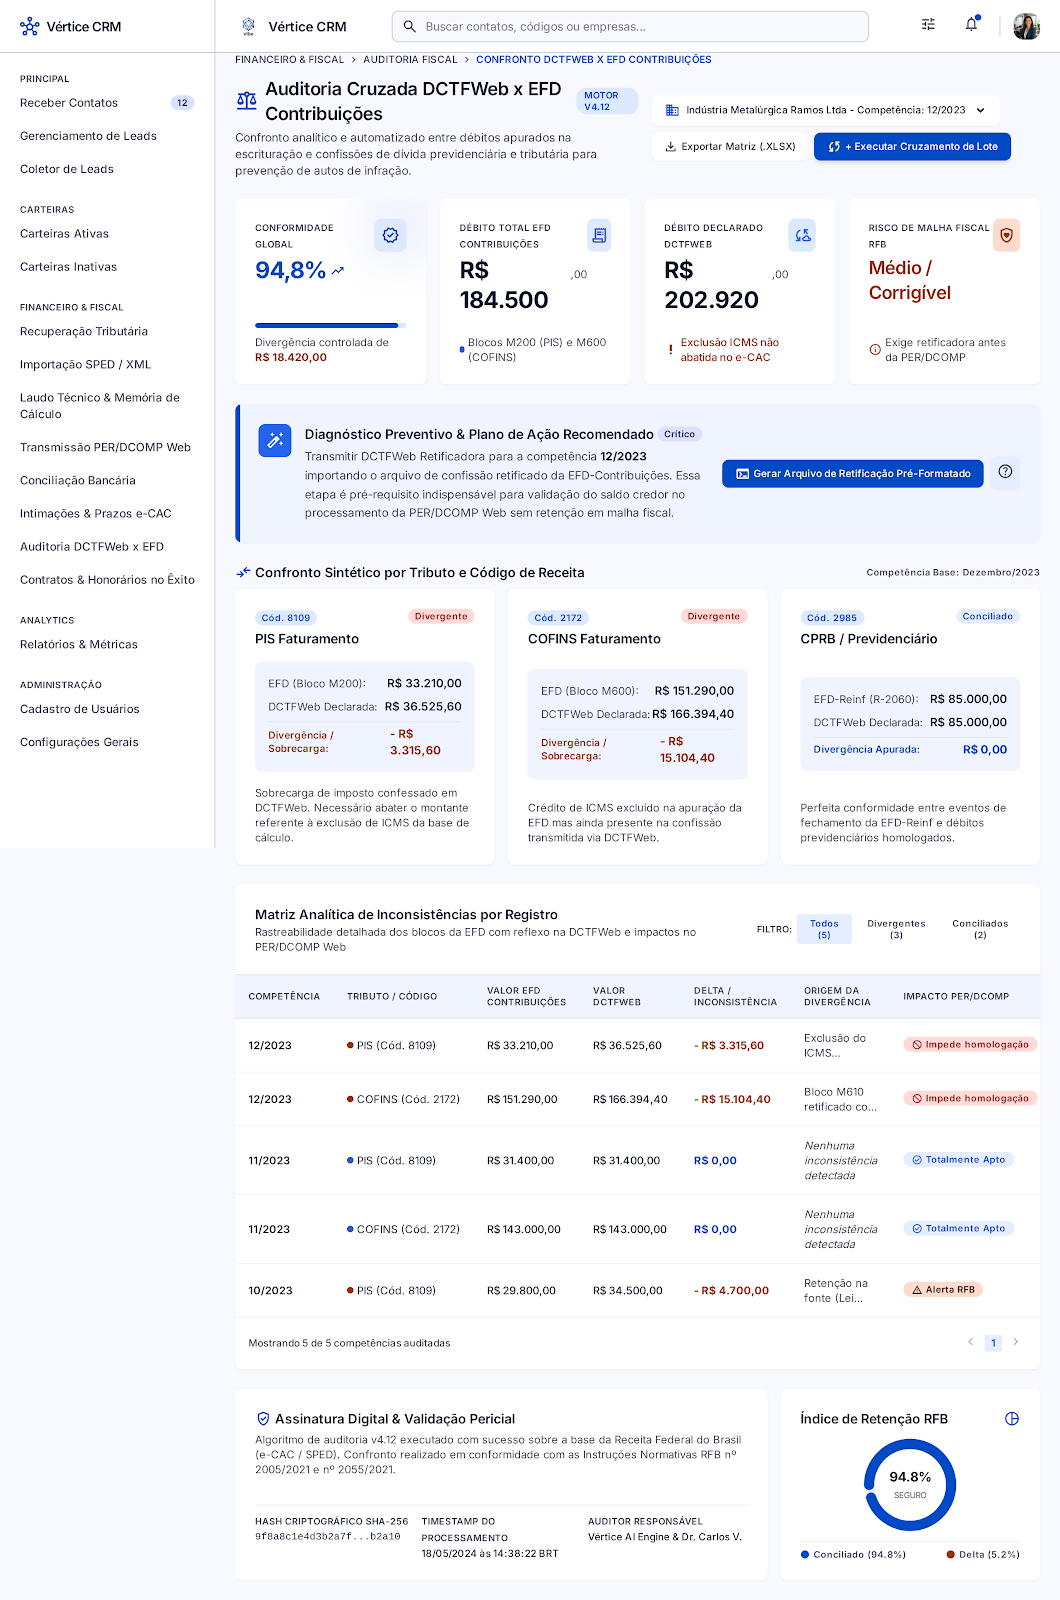 Vértice CRM
vibe
Vértice CRM
Buscar contatos, códigos ou empresas...
PRINCIPAL
Receber Contatos 12
Gerenciamento de Leads
Coletor de Leads
CARTEIRAS
Carteiras Ativas
Carteiras Inativas
FINANCEIRO & FISCAL
Recuperação Tributária
Importação SPED / XML
Laudo Técnico & Memória de
Cálculo
Transmissão PER/DCOMP Web
Conciliação Bancária
Intimações & Prazos e-CAC
Auditoria DCTFWeb x EFD
Contratos & Honorários no Êxito
ANALYTICS
Relatórios & Métricas
ADMINISTRAÇÃO
Cadastro de Usuários
Configurações Gerais
FINANCEIRO & FISCAL > AUDITORIA FISCAL > CONFRONTO DCTFWEB X EFD CONTRIBUIÇÕES
Auditoria Cruzada DCTFWeb x EFD
Contribuições
MOTOR
V4.12
Confronto analítico e automatizado entre débitos apurados na
escrituração e confissões de dívida previdenciária e tributária para
prevenção de autos de infração.
Indústria Metalúrgica Ramos Ltda - Competência: 12/2023
Exportar Matriz (.XLSX)
+ Executar Cruzamento de Lote
CONFORMIDADE
GLOBAL
94,8%
Divergência controlada de
R$ 18.420,00
DÉBITO TOTAL EFD
CONTRIBUIÇÕES
R$
184.500
,00
Blocos M200 (PIS) e M600
(COFINS)
DÉBITO DECLARADO
DCTFWEB
R$
202.920
,00
Exclusão ICMS não
abatida no e-CAC
RISCO DE MALHA FISCAL
RFB
Médio /
Corrigível
Exige retificadora antes
da PER/DCOMP
Diagnóstico Preventivo & Plano de Ação Recomendado Crítico
Transmitir DCTFWeb Retificadora para a competência 12/2023
importando o arquivo de confissão retificado da EFD-Contribuições. Essa
etapa é pré-requisito indispensável para validação do saldo credor no
processamento da PER/DCOMP Web sem retenção em malha fiscal.
Gerar Arquivo de Retificação Pré-Formatado
Confronto Sintético por Tributo e Código de Receita
Competência Base: Dezembro/2023
Cód. 8109 Divergente
PIS Faturamento
EFD (Bloco M200): R$ 33.210,00
DCTFWeb Declarada: R$ 36.525,60
Divergência /
Sobrecarga:
- R$
3.315,60
Sobrecarga de imposto confessado em
DCTFWeb. Necessário abater o montante
referente à exclusão de ICMS da base de
cálculo.
Cód. 2172 Divergente
COFINS Faturamento
EFD (Bloco M600): R$ 151.290,00
DCTFWeb Declarada: R$ 166.394,40
Divergência /
Sobrecarga:
- R$
15.104,40
Crédito de ICMS excluído na apuração da
EFD mas ainda presente na confissão
transmitida via DCTFWeb.
Cód. 2985 Conciliado
CPRB / Previdenciário
EFD-Reinf (R-2060): R$ 85.000,00
DCTFWeb Declarada: R$ 85.000,00
Divergência Apurada: R$ 0,00
Perfeita conformidade entre eventos de
fechamento da EFD-Reinf e débitos
previdenciários homologados.
Matriz Analítica de Inconsistências por Registro
Rastreabilidade detalhada dos blocos da EFD com reflexo na DCTFWeb e impactos no
PER/DCOMP Web
FILTRO:
Todos
(5)
Divergentes
(3)
Conciliados
(2)
COMPETÊNCIA
TRIBUTO / CÓDIGO
VALOR EFD
CONTRIBUIÇÕES
VALOR
DCTFWEB
DELTA /
INCONSISTÊNCIA
ORIGEM DA
DIVERGÊNCIA
IMPACTO PER/DCOMP
12/2023 PIS (Cód. 8109) R$ 33.210,00 R$ 36.525,60 - R$ 3.315,60
Exclusão do
ICMS...
Impede homologação
12/2023 COFINS (Cód. 2172) R$ 151.290,00 R$ 166.394,40 - R$ 15.104,40
Bloco M610
retificado co...
Impede homologação
11/2023 PIS (Cód. 8109) R$ 31.400,00 R$ 31.400,00 R$ 0,00
Nenhuma
inconsistência
detectada
Totalmente Apto
11/2023 COFINS (Cód. 2172) R$ 143.000,00 R$ 143.000,00 R$ 0,00
Nenhuma
inconsistência
detectada
Totalmente Apto
10/2023 PIS (Cód. 8109) R$ 29.800,00 R$ 34.500,00 - R$ 4.700,00
Retenção na
fonte (Lei...
Alerta RFB
Mostrando 5 de 5 competências auditadas
1
Assinatura Digital & Validação Pericial
Algoritmo de auditoria v4.12 executado com sucesso sobre a base da Receita Federal do Brasil
(e-CAC / SPED). Confronto realizado em conformidade com as Instruções Normativas RFB nº
2005/2021 e nº 2055/2021.
HASH CRIPTOGRÁFICO SHA-256
9f8a8c1e4d3b2a7f...b2a10
TIMESTAMP DO
PROCESSAMENTO
18/05/2024 às 14:38:22 BRT
AUDITOR RESPONSÁVEL
Vértice AI Engine & Dr. Carlos V.
Índice de Retenção RFB
94.8%
SEGURO
Conciliado (94.8%)
Delta (5.2%)